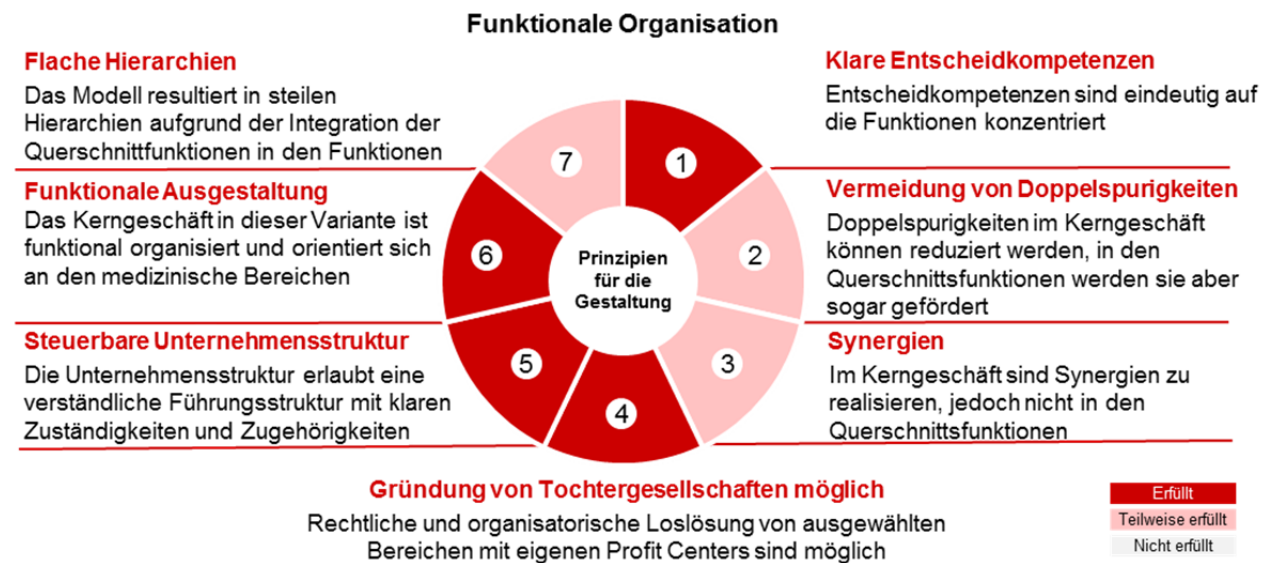 Funktionale Organisation
Flache Hierarchien
Das Modell resultiert in steilen
Hierarchien aufgrund der Integration der
Querschnittfunktionen in den Funktionen
Funktionale Ausgestaltung
Das Kerngeschäft in dieser Variante ist
funktional organisiert und orientiert sich
an den medizinische Bereichen
Steuerbare Unternehmensstruktur
Die Unternehmensstruktur erlaubt eine
verständliche Führungsstruktur mit klaren
Zuständigkeiten und Zugehörigkeiten
7
1
6
2
5
3
4
Prinzipien
für die
Gestaltung
Klare Entscheidkompetenzen
Entscheidkompetenzen sind eindeutig auf
die Funktionen konzentriert
Vermeidung von Doppelspurigkeiten
Doppelspurigkeiten im Kerngeschäft
können reduziert werden, in den
Querschnittsfunktionen werden sie aber
sogar gefördert
Synergien
Im Kerngeschäft sind Synergien zu
realisieren, jedoch nicht in den
Querschnittsfunktionen
Gründung von Tochtergesellschaften möglich
Rechtliche und organisatorische Loslösung von ausgewählten
Bereichen mit eigenen Profit Centers sind möglich
Erfüllt
Teilweise erfüllt
Nicht erfüllt